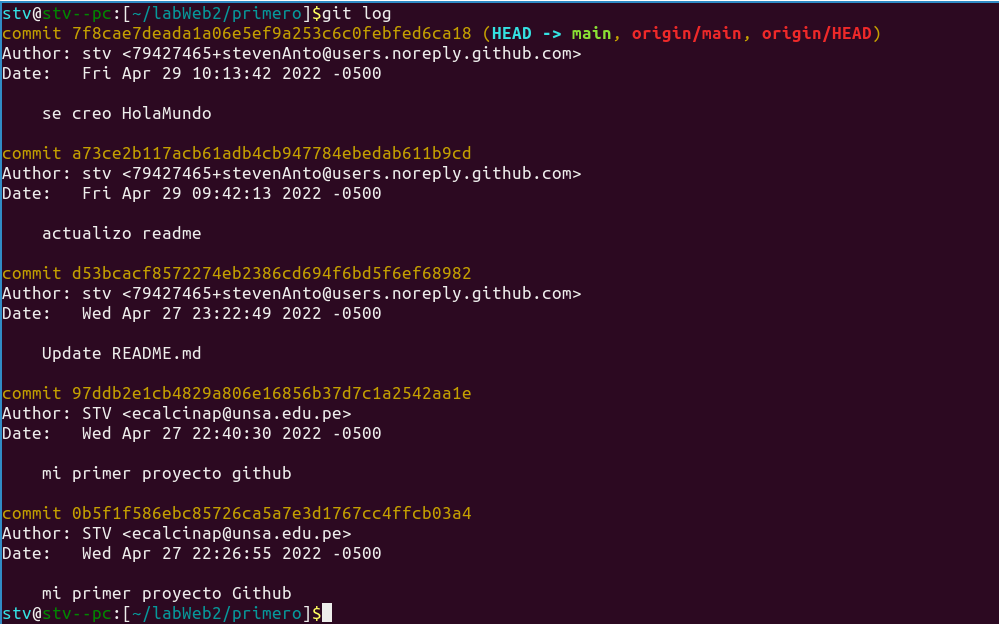 stv@stv--pc:[~/labWeb2/primero]$git log
commit 7f8cae7deada1a06e5ef9a253c6c0febfed6ca18 (HEAD -> main, origin/main, origin/HEAD)
Author: stv <79427465+stevenAnto@users.noreply.github.com>
Date:   Fri Apr 29 10:13:42 2022 -0500
    se creo HolaMundo
commit a73ce2b117acb61adb4cb947784ebedab611b9cd
Author: stv <79427465+stevenAnto@users.noreply.github.com>
Date:   Fri Apr 29 09:42:13 2022 -0500
    actualizo readme
commit d53bcacf8572274eb2386cd694f6bd5f6ef68982
Author: stv <79427465+stevenAnto@users.noreply.github.com>
Date:   Wed Apr 27 23:22:49 2022 -0500
    Update README.md
commit 97ddb2e1cb4829a806e16856b37d7c1a2542aa1e
Author: STV <ecalcinap@unsa.edu.pe>
Date:   Wed Apr 27 22:40:30 2022 -0500
    mi primer proyecto github
commit 0b5f1f586ebc85726ca5a7e3d1767cc4ffcb03a4
Author: STV <ecalcinap@unsa.edu.pe>
Date:   Wed Apr 27 22:26:55 2022 -0500
    mi primer proyecto Github
stv@stv--pc:[~/labWeb2/primero]$